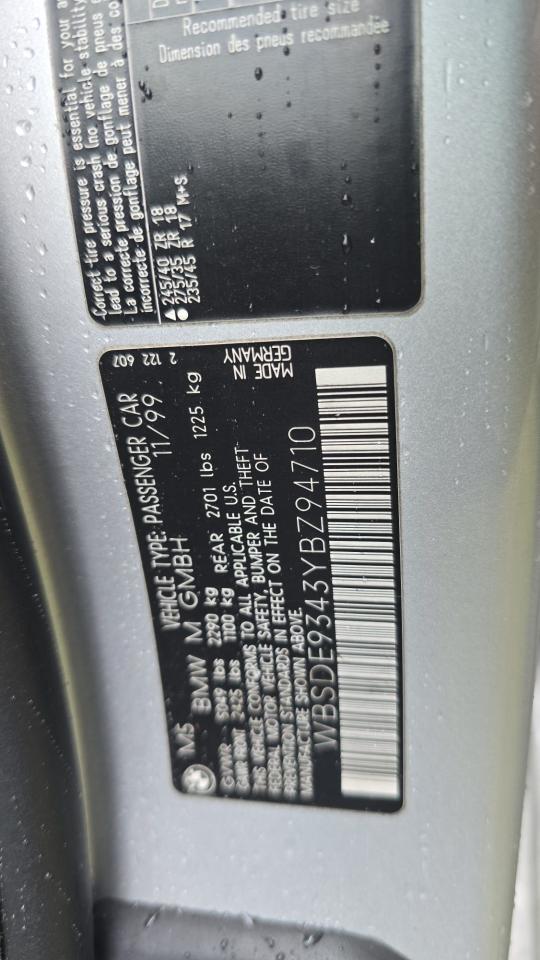 Correct tire pressure is essential for your
lead to a serious crash (no vehicle stability
La correcte pression de gonflage de pneus
incorrecte de gonflage peut mener à des
Recommended tire size
Dimension des pneus recommandée
▲ 245/40 ZR 18
● 275/35 ZR 18
235/45 R 17 M+S
2 122 607
VEHICLE TYPE: PASSENGER CAR
M5 BMW M GMBH 11/99
GVWR 5049 lbs 2290 kg
GAWR FRONT 2425 lbs 1100 kg REAR 2701 lbs 1225 kg
THIS VEHICLE CONFORMS TO ALL APPLICABLE U.S.
FEDERAL MOTOR VEHICLE SAFETY, BUMPER AND THEFT
PREVENTION STANDARDS IN EFFECT ON THE DATE OF
MANUFACTURE SHOWN ABOVE.
MADE IN
GERMANY
WBSDE9343YBZ94710